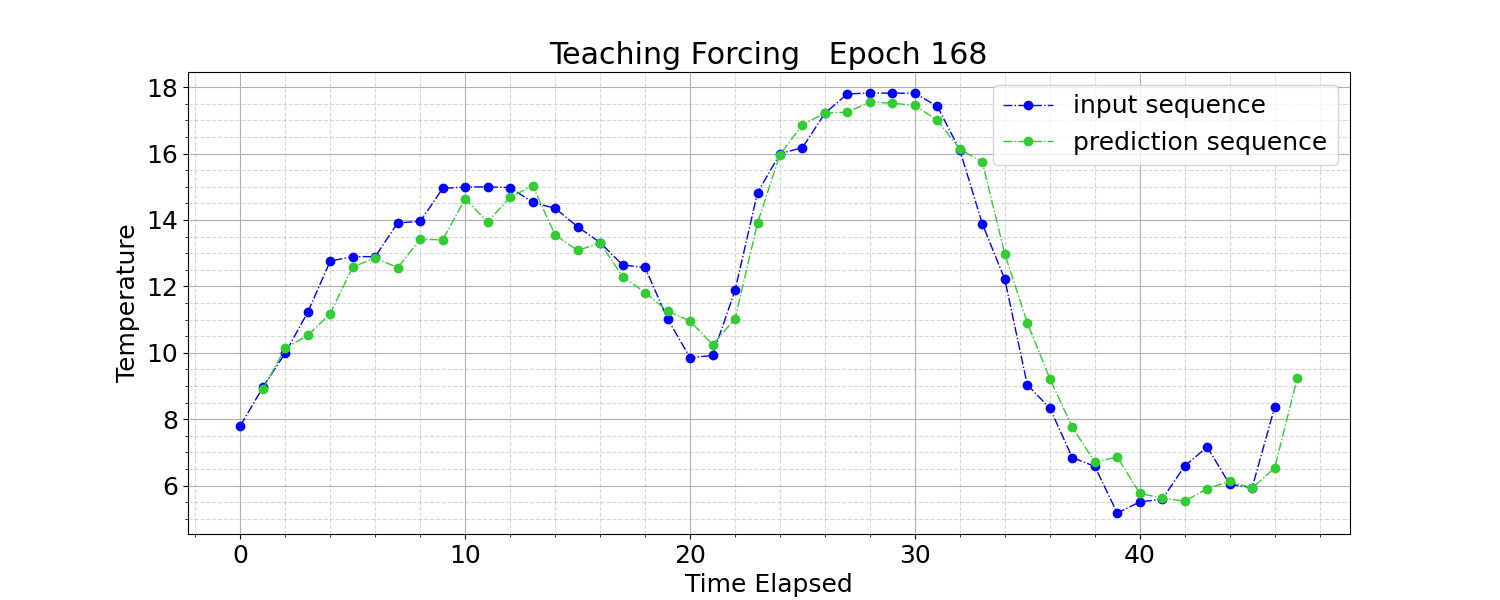 Teaching Forcing   Epoch 168
18
16
14
12
10
8
6
Temperature
input sequence
prediction sequence
0 10 20 30 40
Time Elapsed